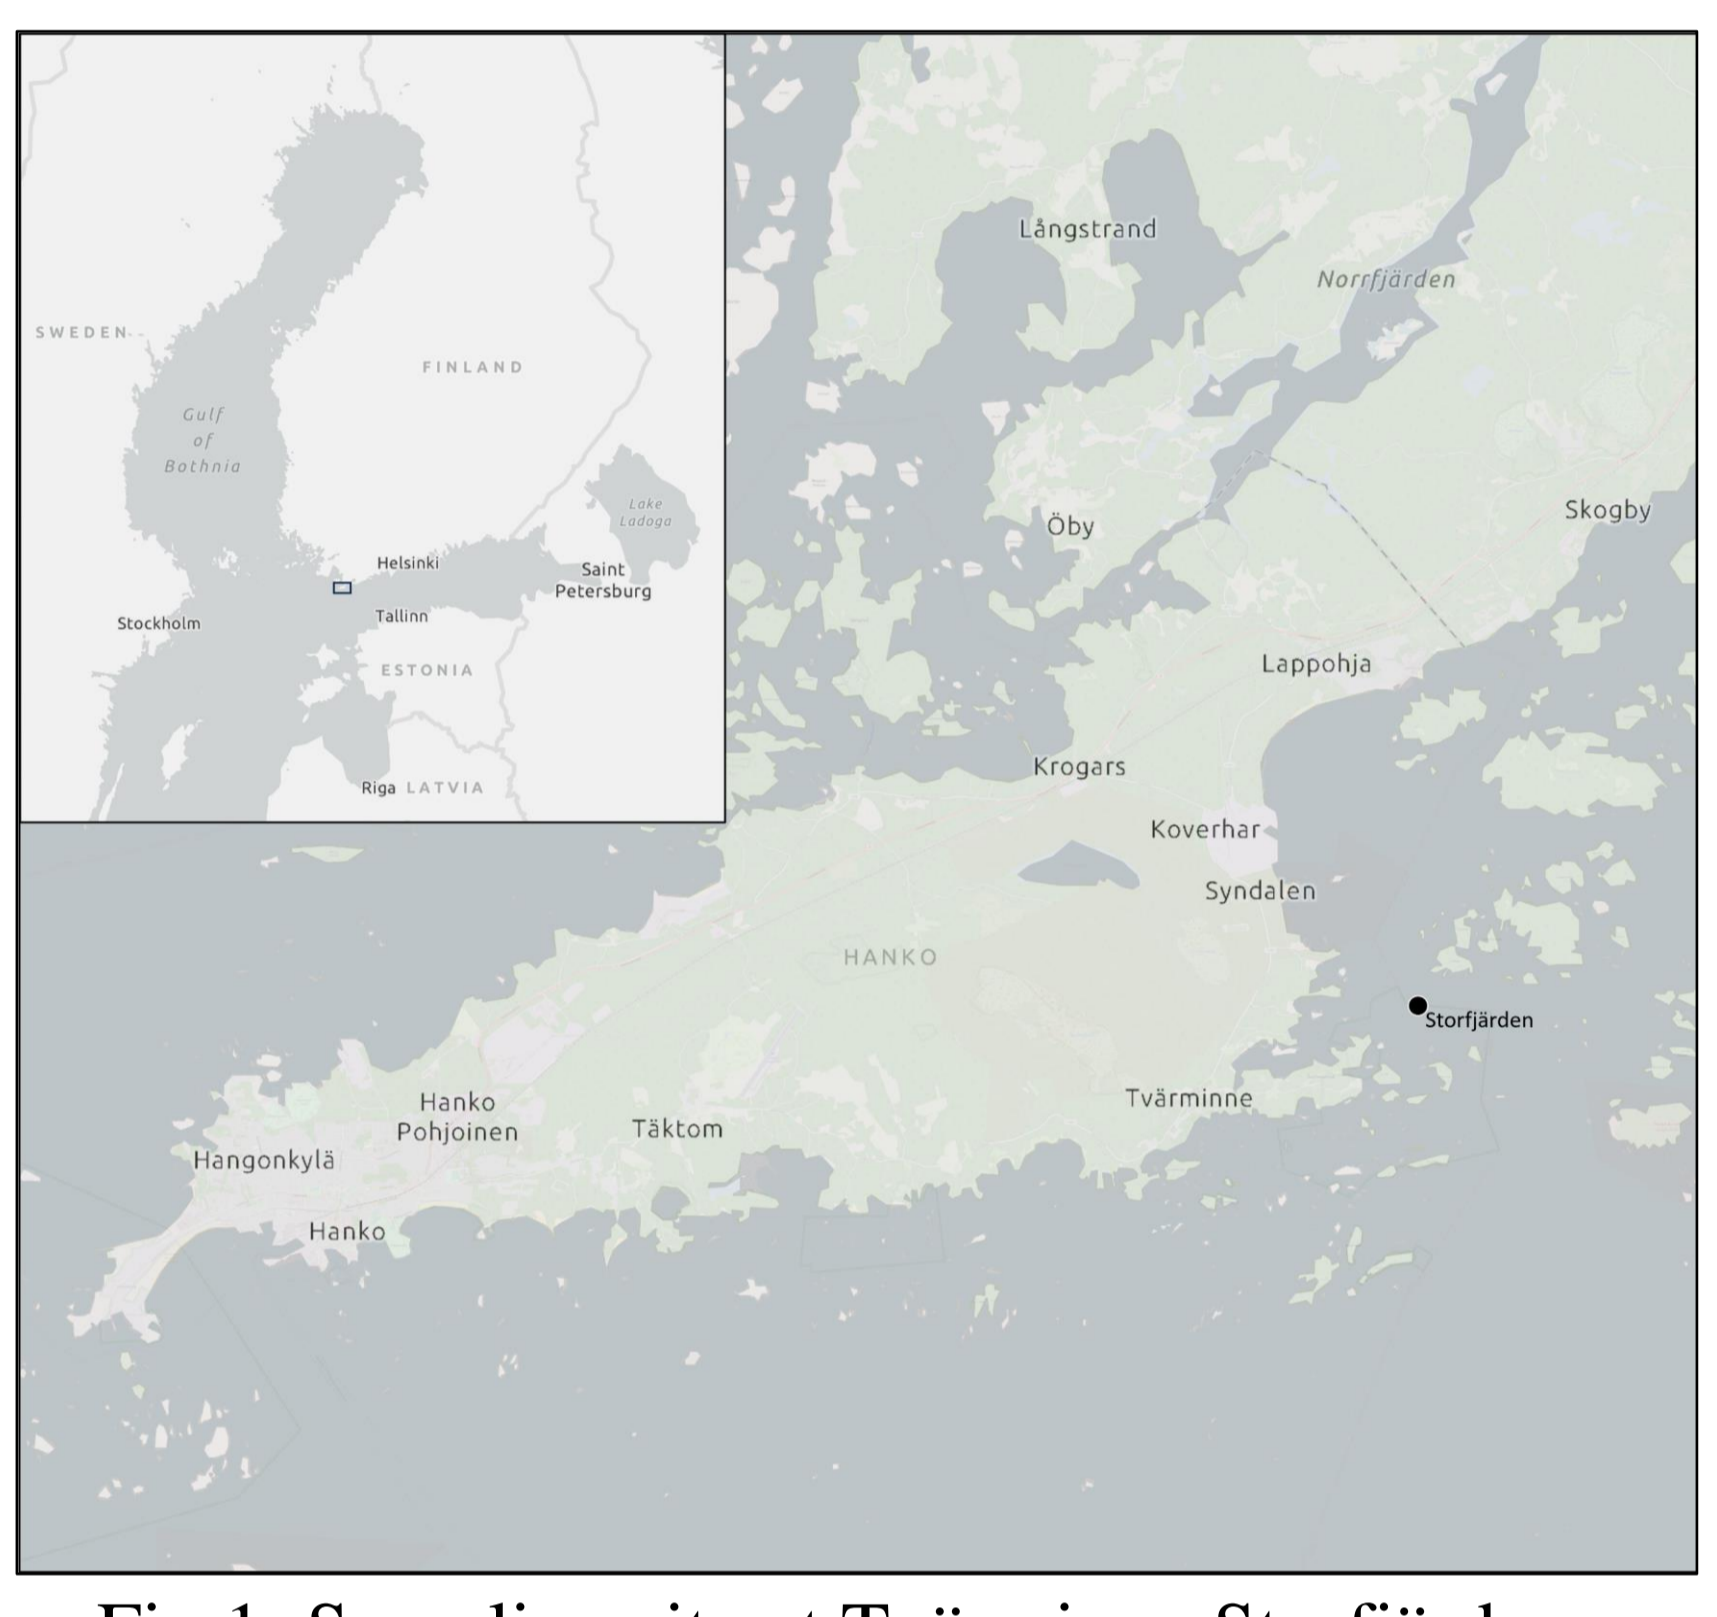 SWEDEN
FINLAND
Gulf
of
Bothnia
Lake
Ladoga
Helsinki
Saint
Petersburg
Stockholm
Tallinn
ESTONIA
Riga LATVIA
Långstrand
Norrfjärden
Skogby
Öby
Lappohja
Krogars
Koverhar
Syndalen
HANKO
Storfjärden
Tvärminne
Hanko
Pohjoinen
Täktom
Hangonkylä
Hanko